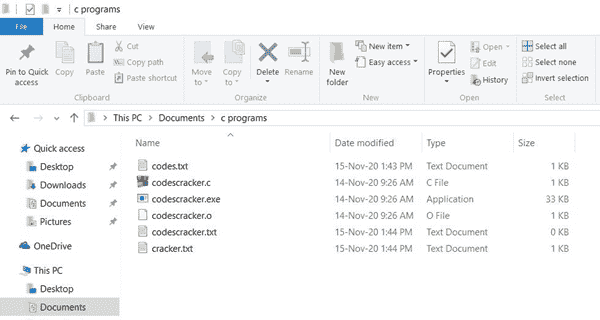 c programs
File Home Share View
Pin to Quick access
Copy
Paste
Cut
Copy path
Paste shortcut
Clipboard
Move to
Copy to
Delete
Rename
Organize
New folder
New item
Easy access
New
Properties
Open
Edit
History
Open
Select all
Select none
Invert selection
Select
This PC > Documents > c programs
Quick access
Desktop
Downloads
Documents
Pictures
OneDrive
This PC
Desktop
Documents
Name Date modified Type Size
codes.txt 15-Nov-20 1:43 PM Text Document 1 KB
codescracker.c 14-Nov-20 9:26 AM C File 1 KB
codescracker.exe 14-Nov-20 9:26 AM Application 33 KB
codescracker.o 14-Nov-20 9:26 AM O File 1 KB
codescracker.txt 15-Nov-20 1:44 PM Text Document 0 KB
cracker.txt 15-Nov-20 1:44 PM Text Document 1 KB